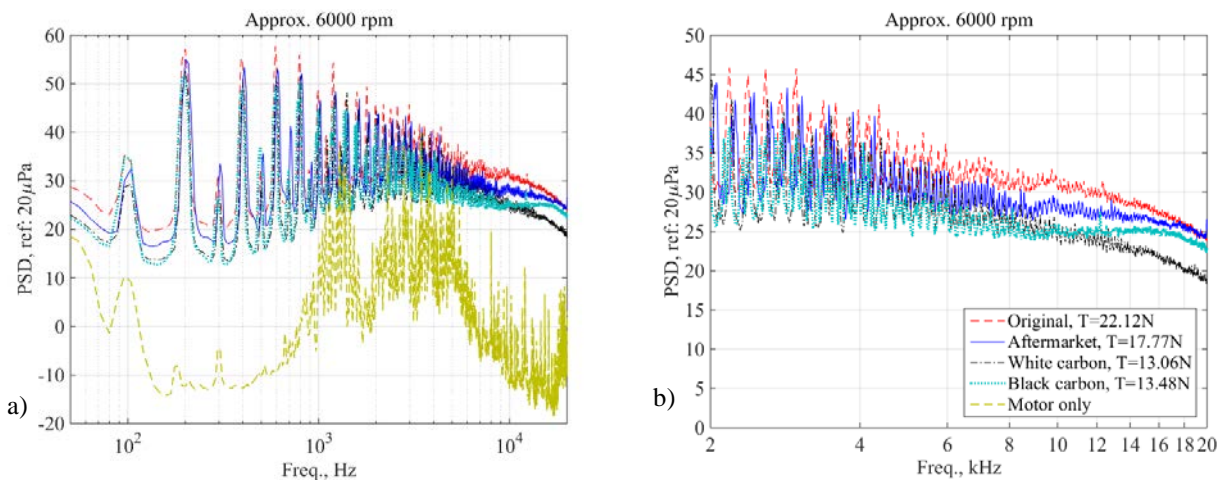 Approx. 6000 rpm
PSD, ref: 20μPa
60
50
40
30
20
10
0
-10
-20
10²
10³
10⁴
Freq., Hz
a)
Approx. 6000 rpm
PSD, ref: 20μPa
50
45
40
35
30
25
20
15
10
5
0
2
4
6
8
10
12
14
16
18
20
Freq., kHz
Original, T=22.12N
Aftermarket, T=17.77N
White carbon, T=13.06N
Black carbon, T=13.48N
Motor only
b)